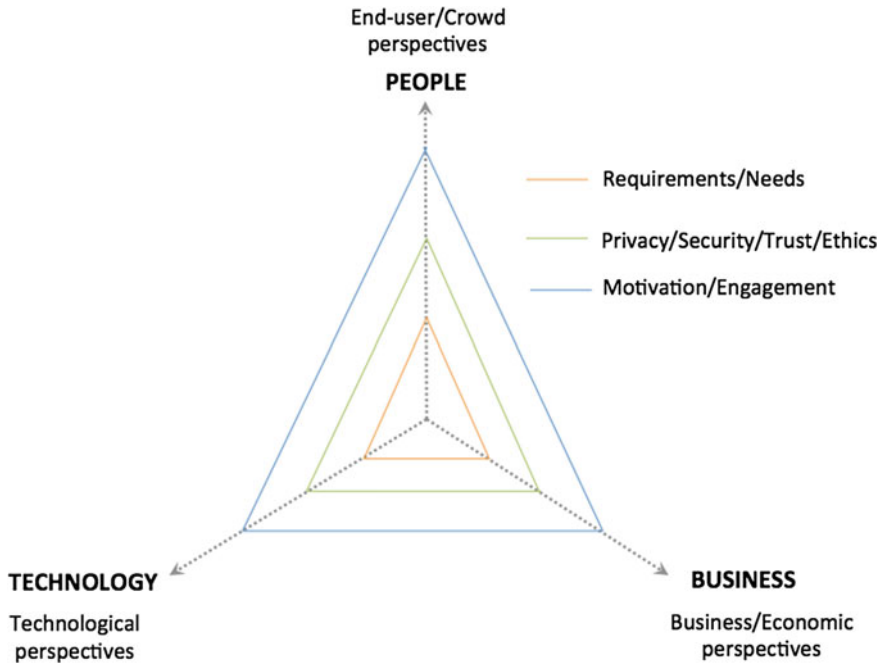 End-user/Crowd
perspectives
PEOPLE
Requirements/Needs
Privacy/Security/Trust/Ethics
Motivation/Engagement
TECHNOLOGY
Technological
perspectives
BUSINESS
Business/Economic
perspectives